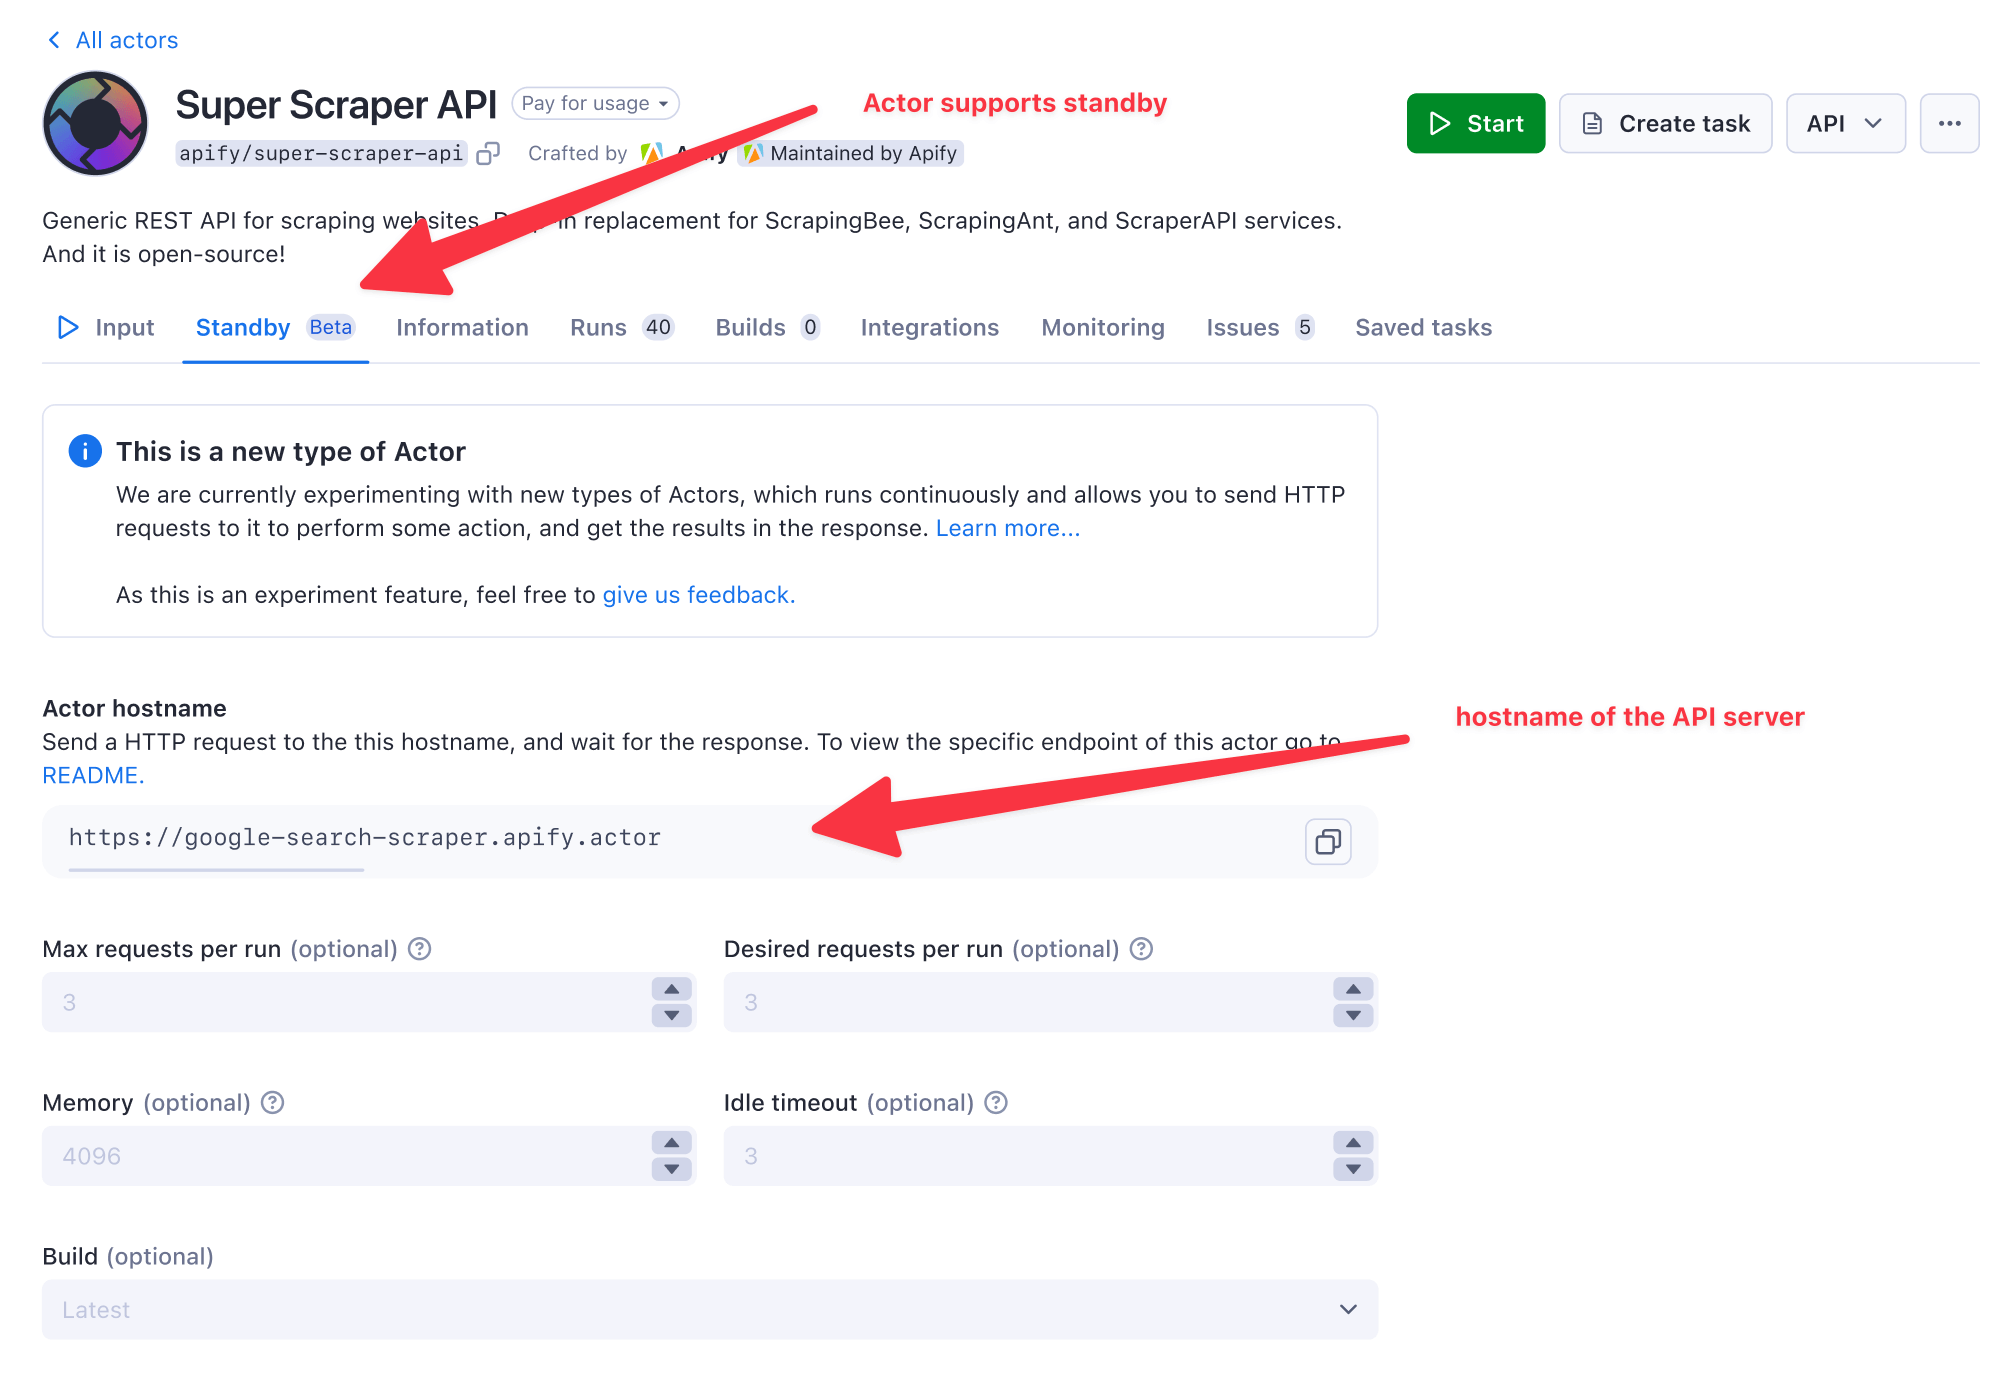 All actors
Super Scraper API Pay for usage
Actor supports standby
Start Create task API
apify/super-scraper-api Crafted by Apify Maintained by Apify
Generic REST API for scraping websites. in replacement for ScrapingBee, ScrapingAnt, and ScraperAPI services.
And it is open-source!
Input Standby Beta Information Runs 40 Builds 0 Integrations Monitoring Issues 5 Saved tasks
This is a new type of Actor
We are currently experimenting with new types of Actors, which runs continuously and allows you to send HTTP
requests to it to perform some action, and get the results in the response. Learn more...
As this is an experiment feature, feel free to give us feedback.
Actor hostname
hostname of the API server
Send a HTTP request to the this hostname, and wait for the response. To view the specific endpoint of this actor go to
README.
https://google-search-scraper.apify.actor
Max requests per run (optional) Desired requests per run (optional)
3 3
Memory (optional) Idle timeout (optional)
4096 3
Build (optional)
Latest